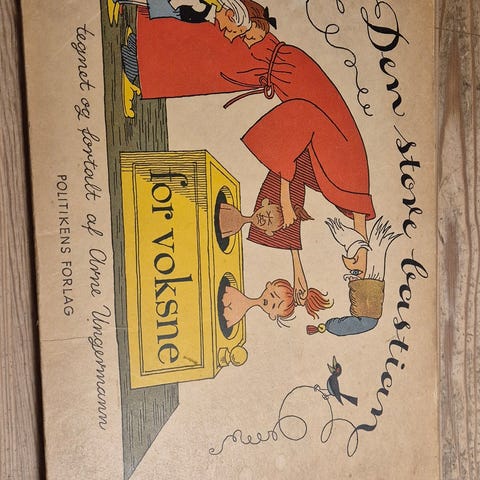 Den store bastian
for voksne
tegnet og fortalt af Arne Ungermann
POLITIKENS FORLAG